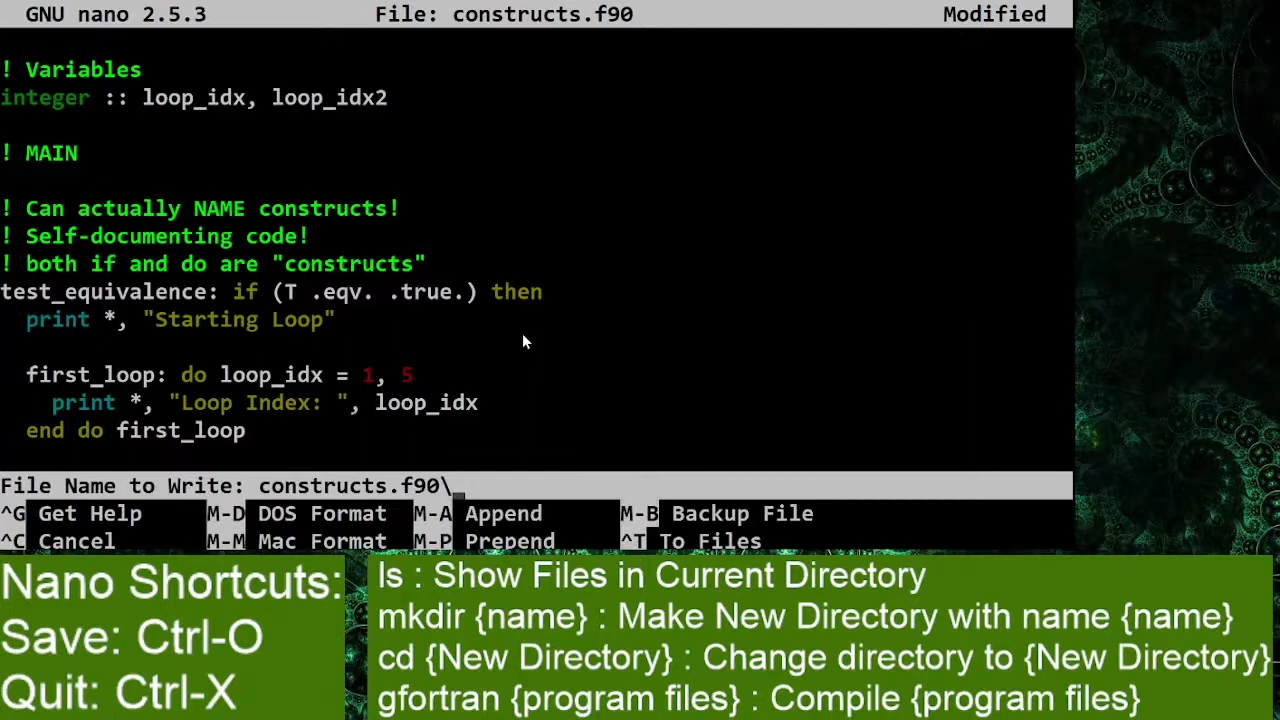 GNU nano 2.5.3 File: constructs.f90 Modified
! Variables
integer :: loop_idx, loop_idx2
! MAIN
! Can actually NAME constructs!
! Self-documenting code!
! both if and do are "constructs"
test_equivalence: if (T .eqv. .true.) then
print *, "Starting Loop"
first_loop: do loop_idx = 1, 5
print *, "Loop Index: ", loop_idx
end do first_loop
File Name to Write: constructs.f90\
^G Get Help M-D DOS Format M-A Append M-B Backup File
^C Cancel M-M Mac Format M-P Prepend ^T To Files
Nano Shortcuts:
Save: Ctrl-O
Quit: Ctrl-X
ls : Show Files in Current Directory
mkdir {name} : Make New Directory with name {name}
cd {New Directory} : Change directory to {New Directory}
gfortran {program files} : Compile {program files}